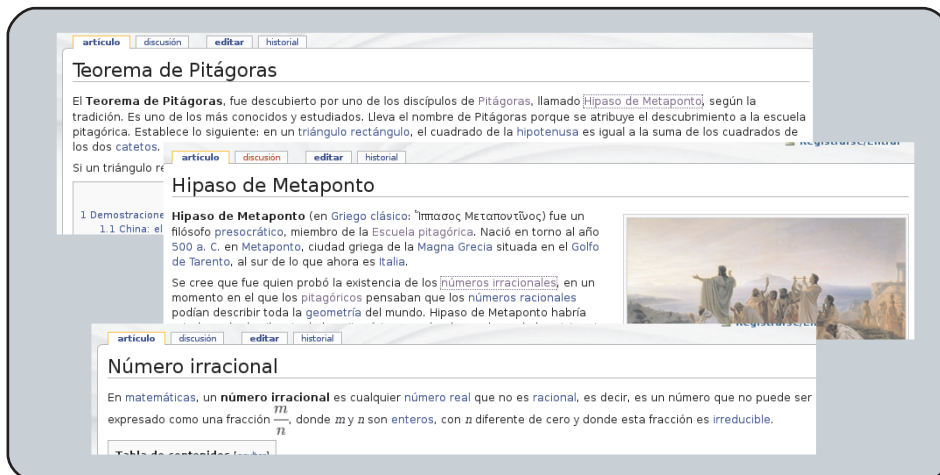 artículo discusión editar historial
Teorema de Pitágoras
El Teorema de Pitágoras, fue descubierto por uno de los discípulos de Pitágoras, llamado Hipaso de Metaponto, según la
tradición. Es uno de los más conocidos y estudiados. Lleva el nombre de Pitágoras porque se atribuye el descubrimiento a la escuela
pitagórica. Establece lo siguiente: en un triángulo rectángulo, el cuadrado de la hipotenusa es igual a la suma de los cuadrados de
los dos catetos.
Si un triángulo
1 Demostracione
1.1 China: el
Registrarse/Entrar
artículo discusión editar historial
Hipaso de Metaponto
Hipaso de Metaponto (en Griego clásico: Ἵππασος Μεταποντῖνος) fue un
filósofo presocrático, miembro de la Escuela pitagórica. Nació en torno al año
500 a. C. en Metaponto, ciudad griega de la Magna Grecia situada en el Golfo
de Tarento, al sur de lo que ahora es Italia.
Se cree que fue quien probó la existencia de los números irracionales, en un
momento en el que los pitagóricos pensaban que los números racionales
podían describir toda la geometría del mundo. Hipaso de Metaponto habría
Registrarse/Entrar
artículo discusión editar historial
Número irracional
En matemáticas, un número irracional es cualquier número real que no es racional, es decir, es un número que no puede ser
expresado como una fracción m/n, donde m y n son enteros, con n diferente de cero y donde esta fracción es irreducible.
Tabla de contenidos